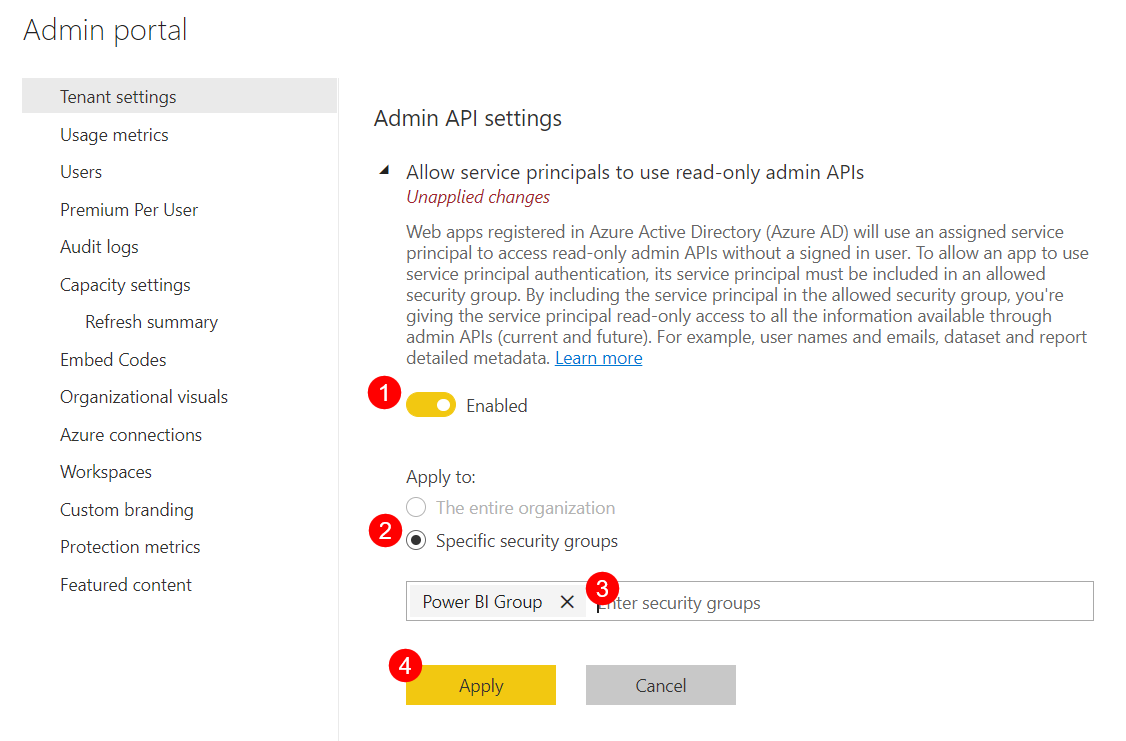 Admin portal
Tenant settings
Usage metrics
Users
Premium Per User
Audit logs
Capacity settings
Refresh summary
Embed Codes
Organizational visuals
Azure connections
Workspaces
Custom branding
Protection metrics
Featured content
Admin API settings
Allow service principals to use read-only admin APIs
Unapplied changes
Web apps registered in Azure Active Directory (Azure AD) will use an assigned service
principal to access read-only admin APIs without a signed in user. To allow an app to use
service principal authentication, its service principal must be included in an allowed
security group. By including the service principal in the allowed security group, you're
giving the service principal read-only access to all the information available through
admin APIs (current and future). For example, user names and emails, dataset and report
detailed metadata. Learn more
1
Enabled
Apply to:
The entire organization
2
Specific security groups
Power BI Group
3
Enter security groups
4
Apply
Cancel